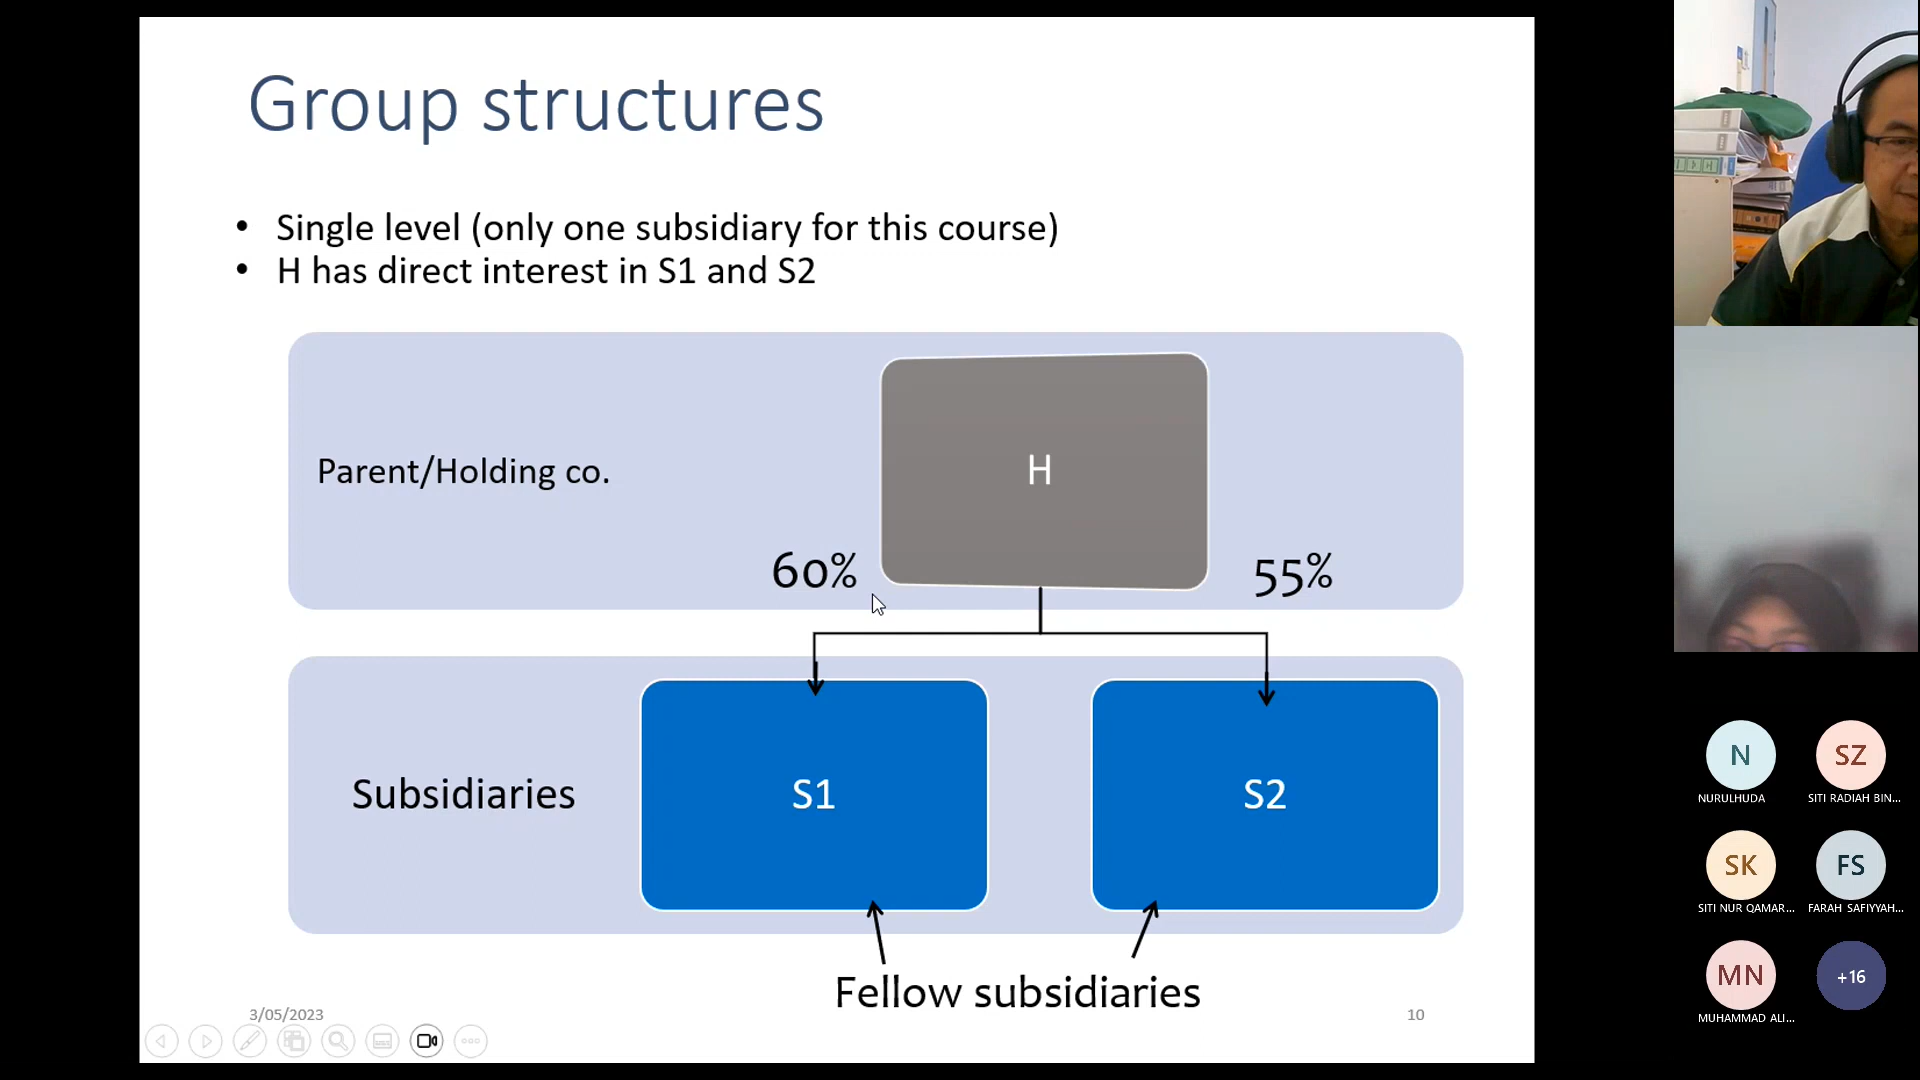 Group structures
• Single level (only one subsidiary for this course)
• H has direct interest in S1 and S2
Parent/Holding co.
H
60%
55%
Subsidiaries
S1
S2
Fellow subsidiaries
3/05/2023
10
N
SZ
NURULHUDA
SITI RADIAH BIN...
SK
FS
SITI NUR QAMAR...
FARAH SAFIYYAH...
MN
+16
MUHAMMAD ALI...